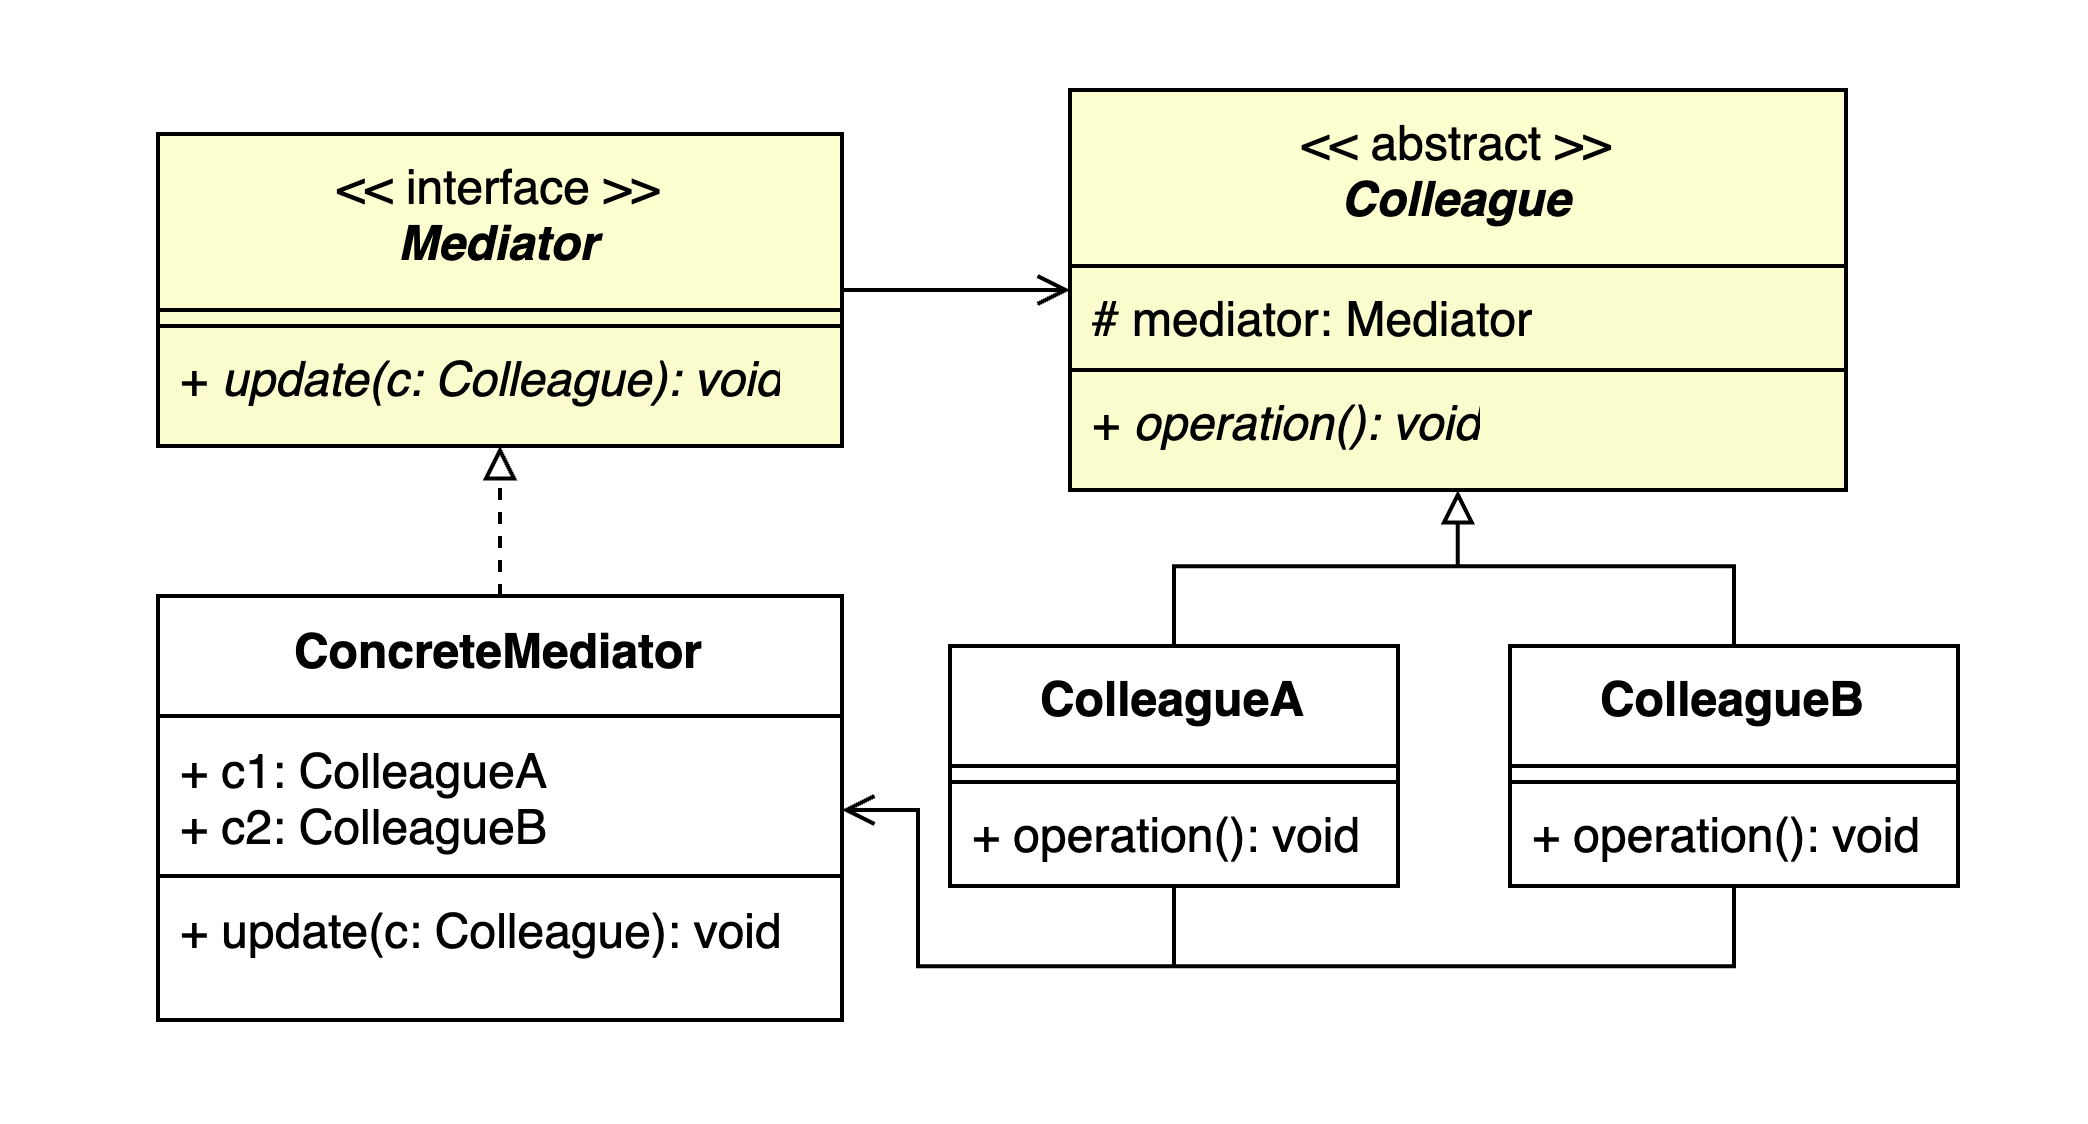 << interface >>
Mediator
+ update(c: Colleague): void
<< abstract >>
Colleague
# mediator: Mediator
+ operation(): void
ConcreteMediator
+ c1: ColleagueA
+ c2: ColleagueB
+ update(c: Colleague): void
ColleagueA
+ operation(): void
ColleagueB
+ operation(): void